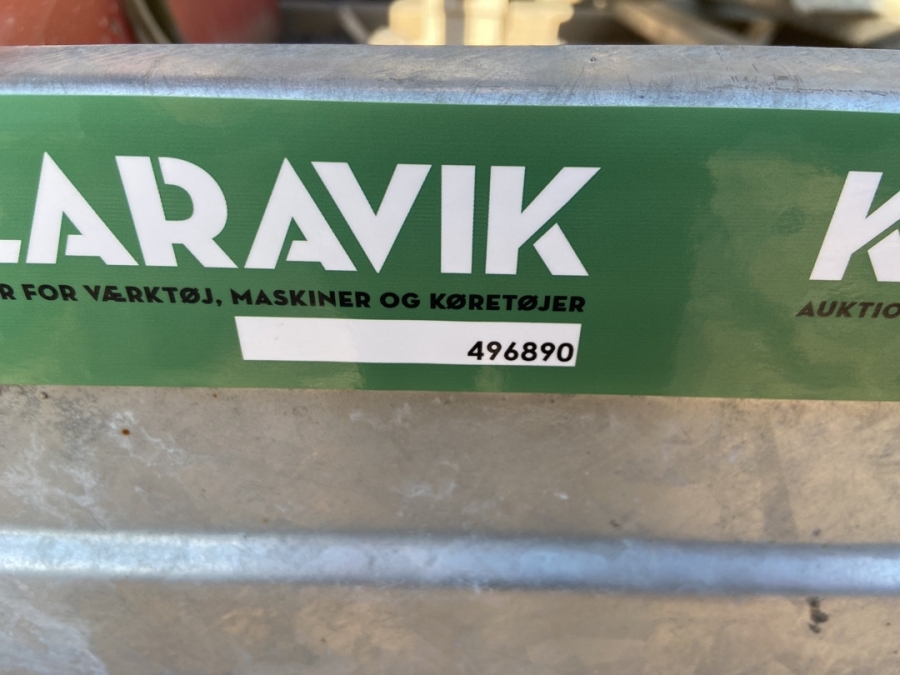 LARAVIK
R FOR VÆRKTØJ, MASKINER OG KØRETØJER
496890
K
AUKTIO